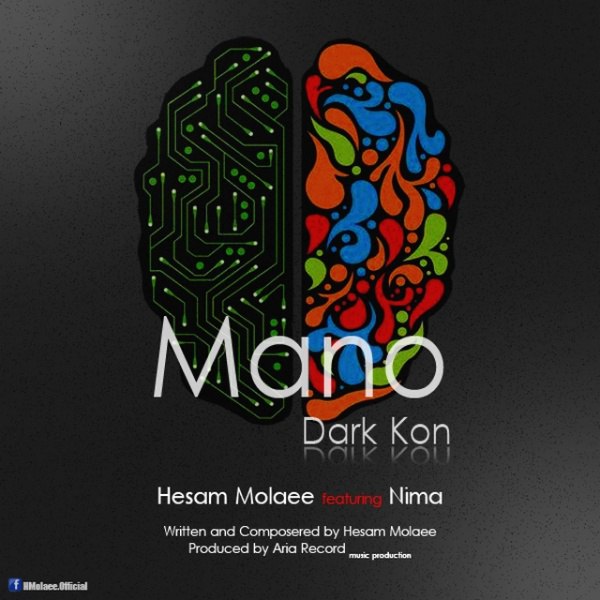 Mano
Dark Kon
Hesam Molaee featuring Nima
Written and Composered by Hesam Molaee
Produced by Aria Record music production
f HMolaee.Official